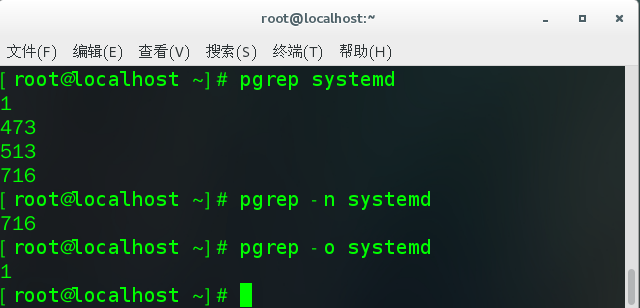 root@localhost:~
文件(F) 编辑(E) 查看(V) 搜索(S) 终端(T) 帮助(H)
[root@localhost ~]# pgrep systemd
1
473
513
716
[root@localhost ~]# pgrep -n systemd
716
[root@localhost ~]# pgrep -o systemd
1
[root@localhost ~]#